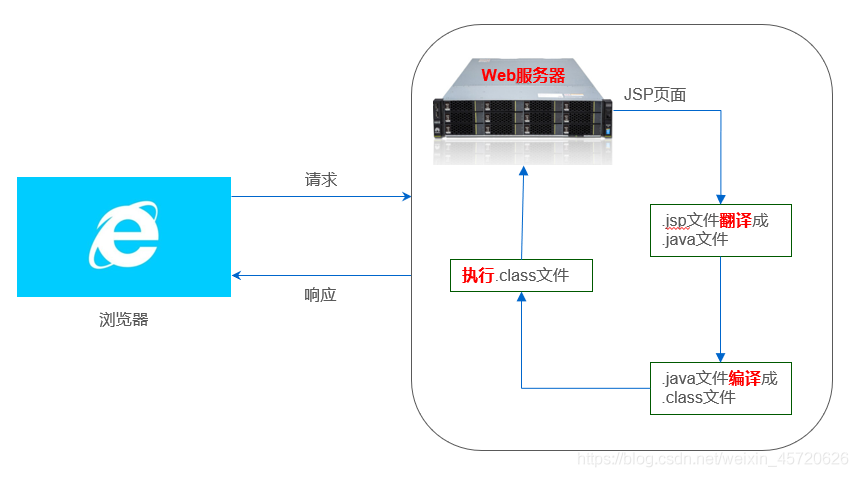 Web服务器
JSP页面
请求
.jsp文件翻译成
.java文件
执行.class文件
响应
浏览器
.java文件编译成
.class文件
https://blog.csdn.net/weixin_45720626